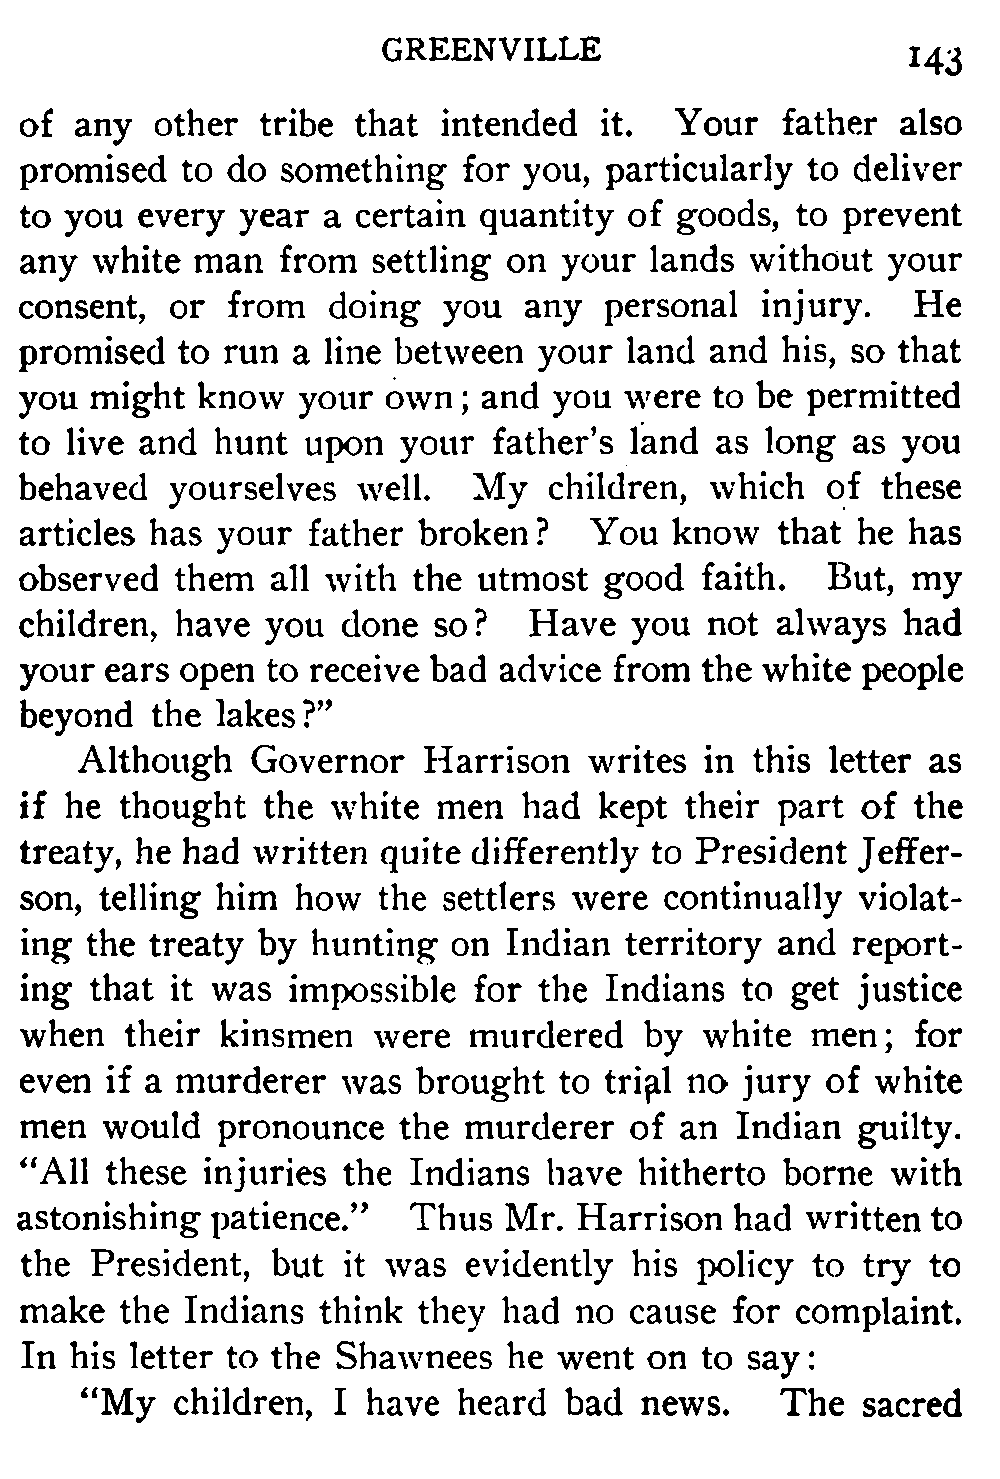 GREENVILLE 143
of any other tribe that intended it. Your father also
promised to do something for you, particularly to deliver
to you every year a certain quantity of goods, to prevent
any white man from settling on your lands without your
consent, or from doing you any personal injury. He
promised to run a line between your land and his, so that
you might know your own; and you were to be permitted
to live and hunt upon your father's land as long as you
behaved yourselves well. My children, which of these
articles has your father broken? You know that he has
observed them all with the utmost good faith. But, my
children, have you done so? Have you not always had
your ears open to receive bad advice from the white people
beyond the lakes?"
Although Governor Harrison writes in this letter as
if he thought the white men had kept their part of the
treaty, he had written quite differently to President Jeffer-
son, telling him how the settlers were continually violat-
ing the treaty by hunting on Indian territory and report-
ing that it was impossible for the Indians to get justice
when their kinsmen were murdered by white men; for
even if a murderer was brought to trial no jury of white
men would pronounce the murderer of an Indian guilty.
"All these injuries the Indians have hitherto borne with
astonishing patience." Thus Mr. Harrison had written to
the President, but it was evidently his policy to try to
make the Indians think they had no cause for complaint.
In his letter to the Shawnees he went on to say:
"My children, I have heard bad news. The sacred